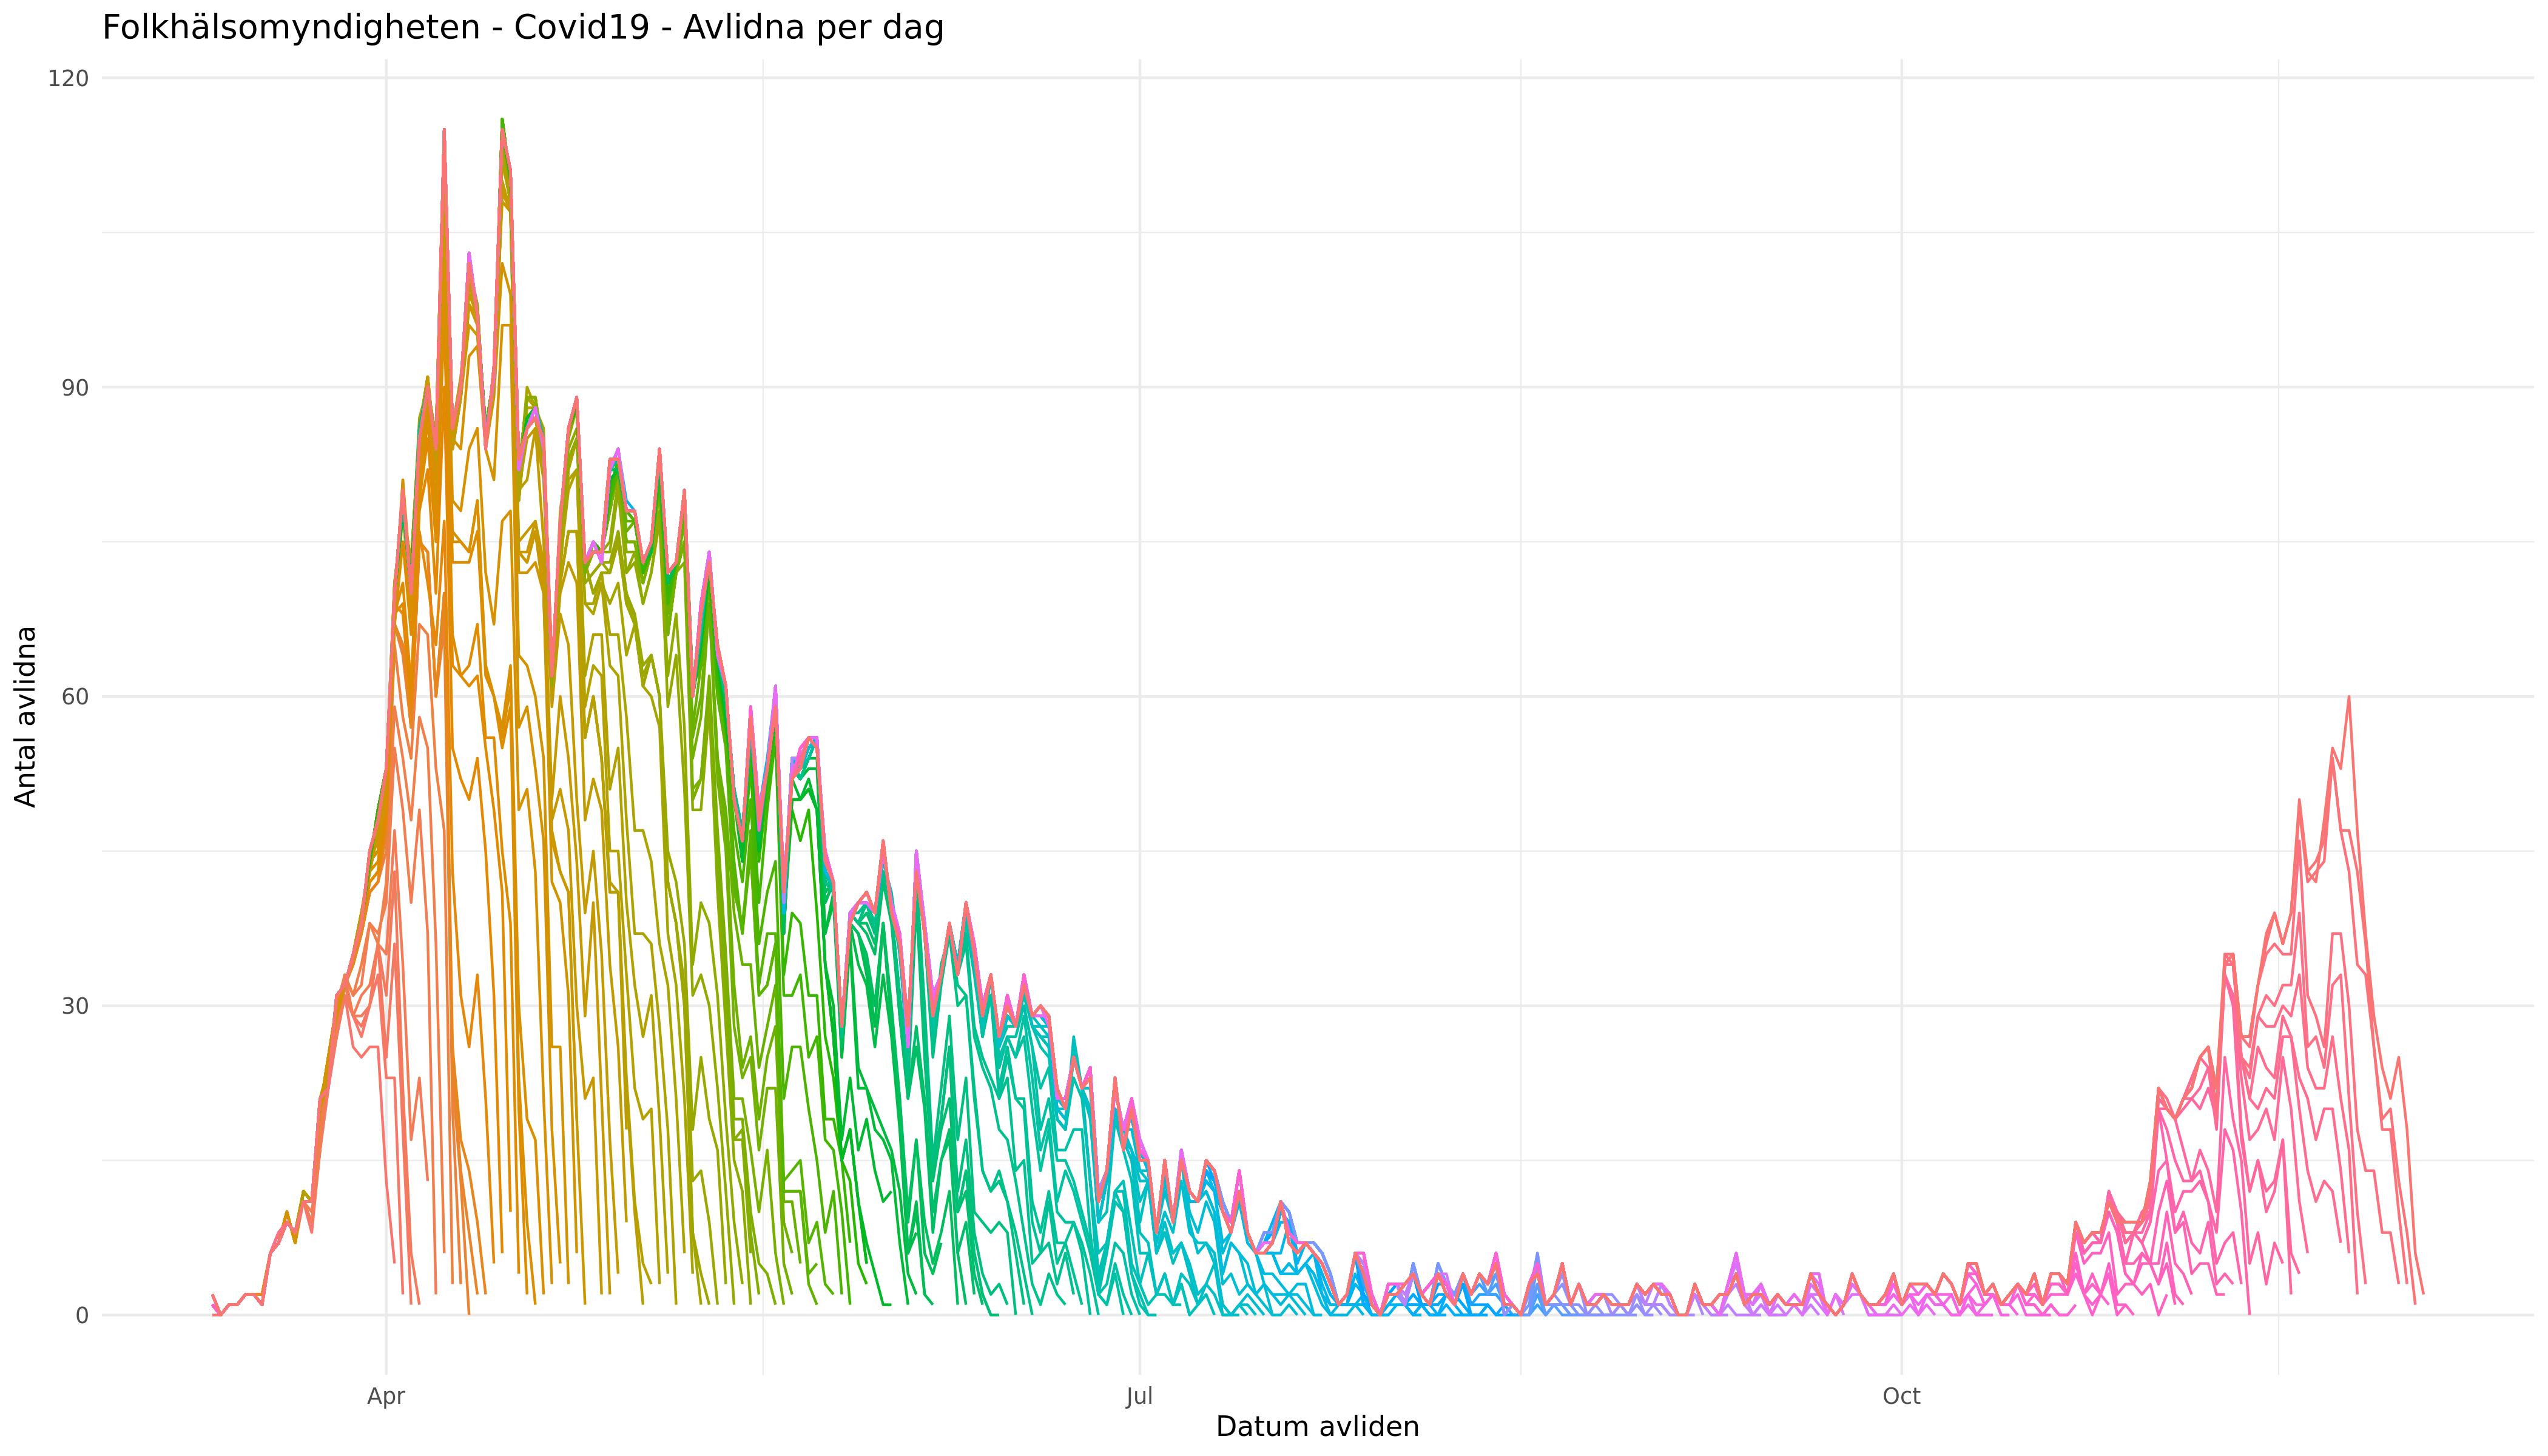 Folkhälsomyndigheten - Covid19 - Avlidna per dag
120
90
60
30
0
Antal avlidna
Apr
Jul
Oct
Datum avliden